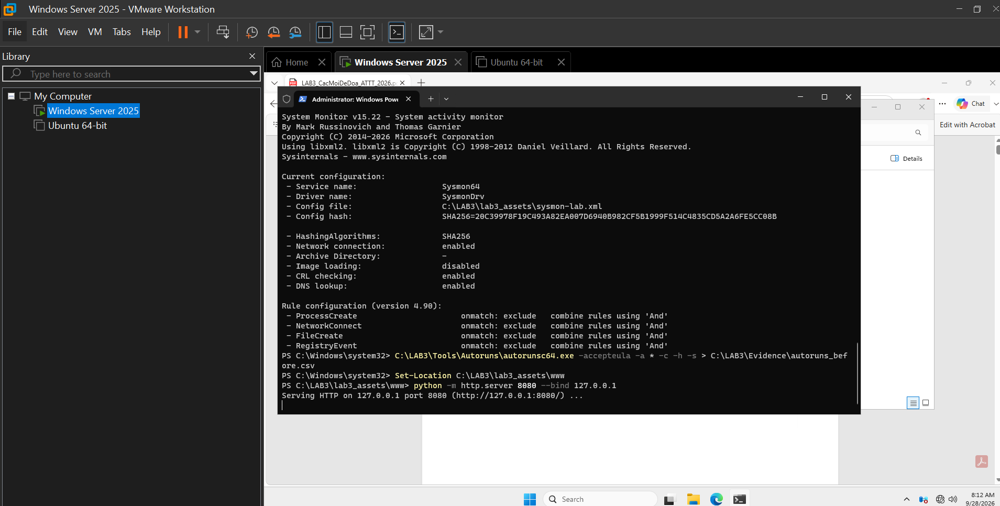 Windows Server 2025 - VMware Workstation
File Edit View VM Tabs Help
Library
Type here to search
My Computer
Windows Server 2025
Ubuntu 64-bit
Home
Windows Server 2025
Ubuntu 64-bit
LAB3_CacMoiDeDoa_ATTT_2026.p
Chat
Edit with Acrobat
Details
Administrator: Windows Powe
System Monitor v15.22 - System activity monitor
By Mark Russinovich and Thomas Garnier
Copyright (C) 2014-2026 Microsoft Corporation
Using libxml2. libxml2 is Copyright (C) 1998-2012 Daniel Veillard. All Rights Reserved.
Sysinternals - www.sysinternals.com
Current configuration:
- Service name: Sysmon64
- Driver name: SysmonDrv
- Config file: C:\LAB3\lab3_assets\sysmon-lab.xml
- Config hash: SHA256=20C39978F19C493A82EA007D6940B982CF5B1999F514C4835CD5A2A6FE5CC08B
- HashingAlgorithms: SHA256
- Network connection: enabled
- Archive Directory: -
- Image loading: disabled
- CRL checking: enabled
- DNS lookup: enabled
Rule configuration (version 4.90):
- ProcessCreate onmatch: exclude combine rules using 'And'
- NetworkConnect onmatch: exclude combine rules using 'And'
- FileCreate onmatch: exclude combine rules using 'And'
- RegistryEvent onmatch: exclude combine rules using 'And'
PS C:\Windows\system32> C:\LAB3\Tools\Autoruns\autorunsc64.exe -accepteula -a * -c -h -s > C:\LAB3\Evidence\autoruns_bef
ore.csv
PS C:\Windows\system32> Set-Location C:\LAB3\lab3_assets\www
PS C:\LAB3\lab3_assets\www> python -m http.server 8080 --bind 127.0.0.1
Serving HTTP on 127.0.0.1 port 8080 (http://127.0.0.1:8080/) ...
Search
8:12 AM
9/28/2026